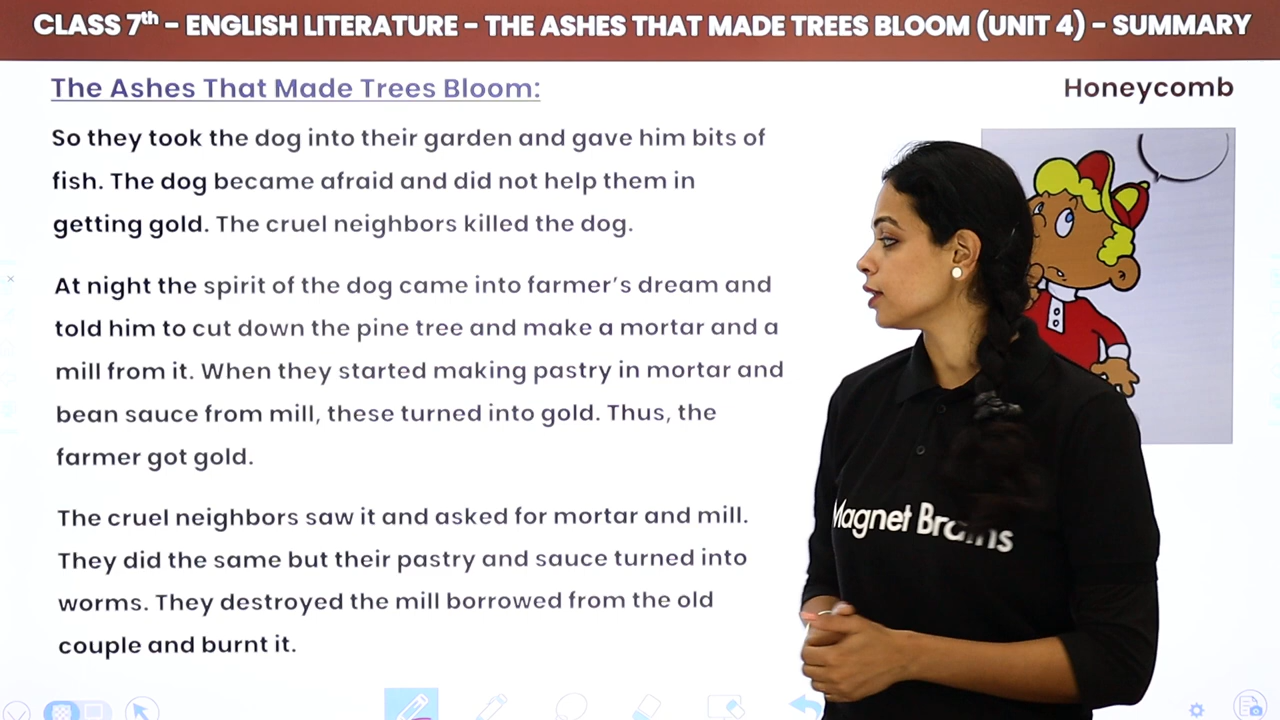 CLASS 7th - ENGLISH LITERATURE - THE ASHES THAT MADE TREES BLOOM (UNIT 4) - SUMMARY
The Ashes That Made Trees Bloom:
Honeycomb
So they took the dog into their garden and gave him bits of
fish. The dog became afraid and did not help them in
getting gold. The cruel neighbors killed the dog.
At night the spirit of the dog came into farmer's dream and
told him to cut down the pine tree and make a mortar and a
mill from it. When they started making pastry in mortar and
bean sauce from mill, these turned into gold. Thus, the
farmer got gold.
The cruel neighbors saw it and asked for mortar and mill.
They did the same but their pastry and sauce turned into
worms. They destroyed the mill borrowed from the old
couple and burnt it.
Magnet Brains